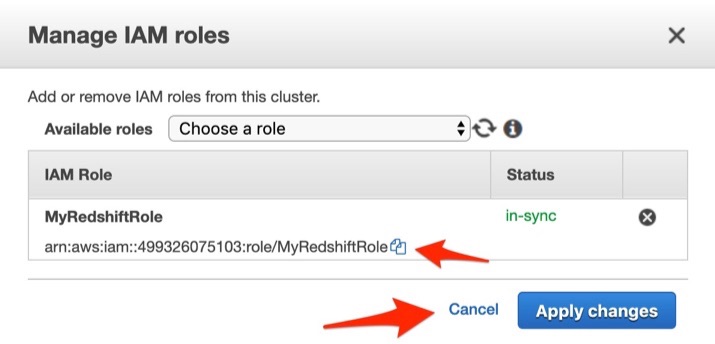 Manage IAM roles
Add or remove IAM roles from this cluster.
Available roles Choose a role
IAM Role Status
MyRedshiftRole in-sync
arn:aws:iam::499326075103:role/MyRedshiftRole
Cancel Apply changes